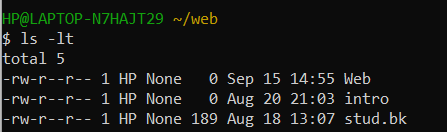 HP@LAPTOP-N7HAJT29 ~/web
$ ls -lt
total 5
-rw-r--r-- 1 HP None   0 Sep 15 14:55 Web
-rw-r--r-- 1 HP None   0 Aug 20 21:03 intro
-rw-r--r-- 1 HP None 189 Aug 18 13:07 stud.bk